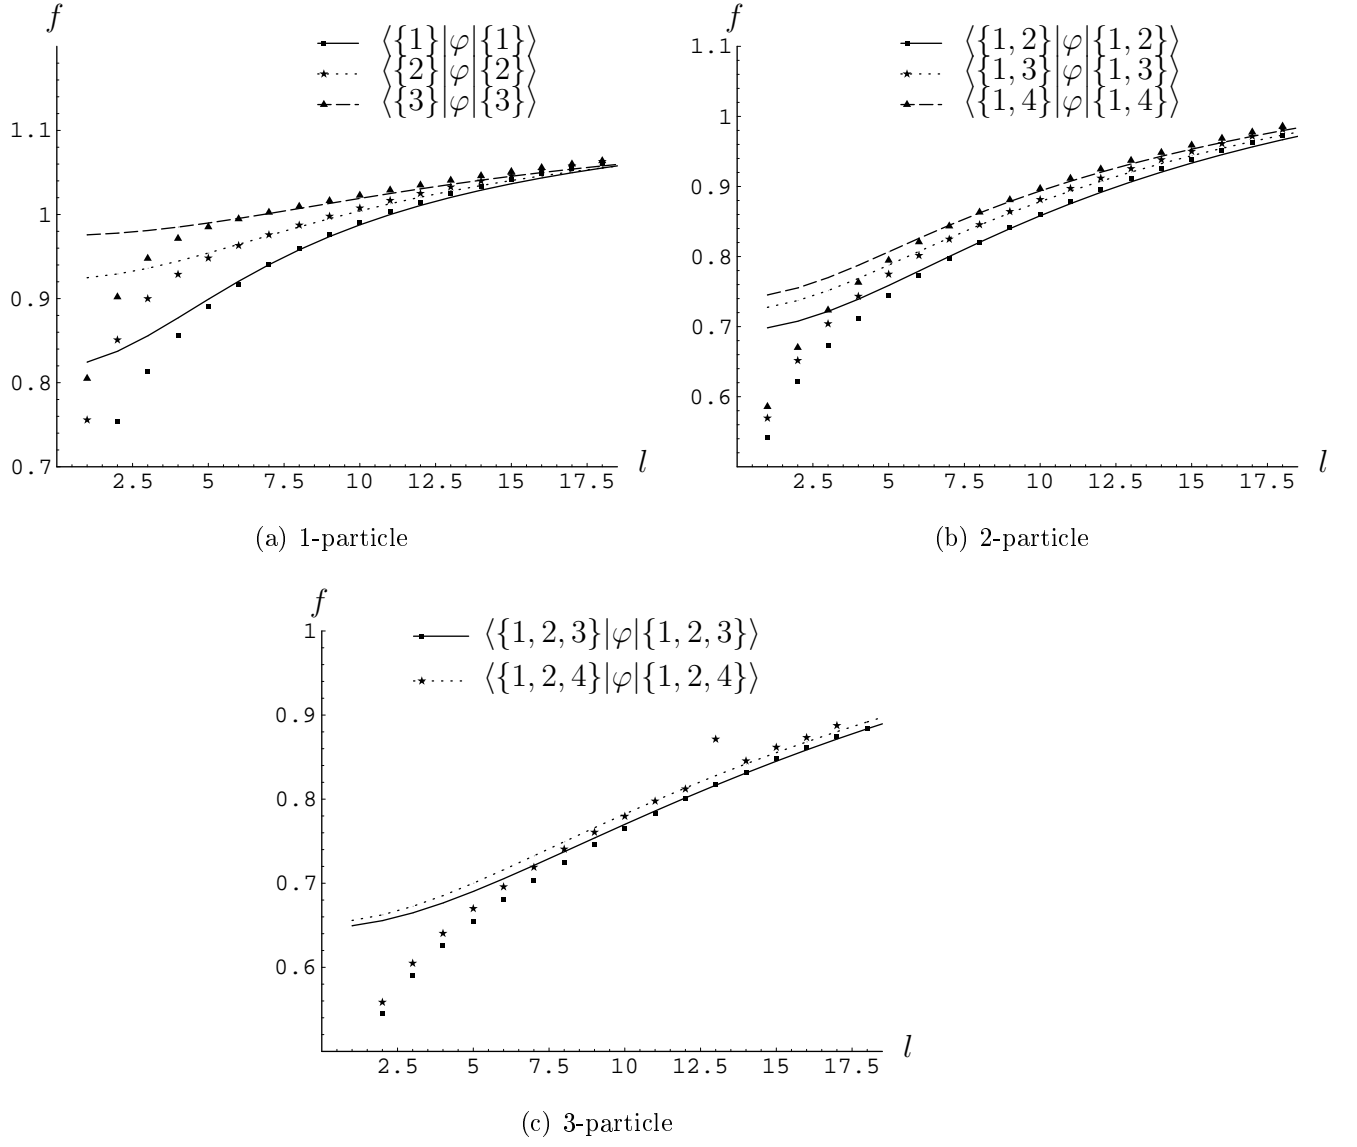 f
⟨{1}|φ|{1}⟩
⟨{2}|φ|{2}⟩
⟨{3}|φ|{3}⟩
1.1
1
0.9
0.8
0.7
2.5 5 7.5 10 12.5 15 17.5
l
(a) 1-particle
f
⟨{1, 2}|φ|{1, 2}⟩
⟨{1, 3}|φ|{1, 3}⟩
⟨{1, 4}|φ|{1, 4}⟩
1.1
1
0.9
0.8
0.7
0.6
2.5 5 7.5 10 12.5 15 17.5
l
(b) 2-particle
f
⟨{1, 2, 3}|φ|{1, 2, 3}⟩
⟨{1, 2, 4}|φ|{1, 2, 4}⟩
1
0.9
0.8
0.7
0.6
2.5 5 7.5 10 12.5 15 17.5
l
(c) 3-particle